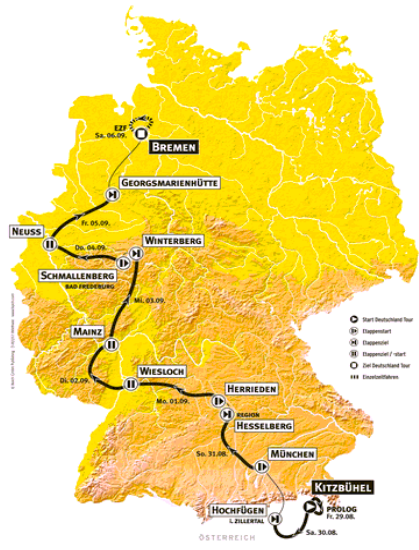 EZF
Sa. 06.09.
BREMEN
GEORGSMARIENHÜTTE
Fr. 05.09.
NEUSS
Do. 04.09.
WINTERBERG
SCHMALLENBERG
BAD FREDEBURG
Mi. 03.09.
MAINZ
Di. 02.09.
WIESLOCH
Mo. 01.09.
HERRIEDEN
REGION
HESSELBERG
So. 31.08.
MÜNCHEN
KITZBÜHEL
PROLOG
Fr. 29.08.
HOCHFÜGEN
I. ZILLERTAL
Sa. 30.08.
ÖSTERREICH
Start Deutschland Tour
Etappenstart
Etappenziel
Etappenziel / -start
Ziel Deutschland Tour
Einzelzeitfahren